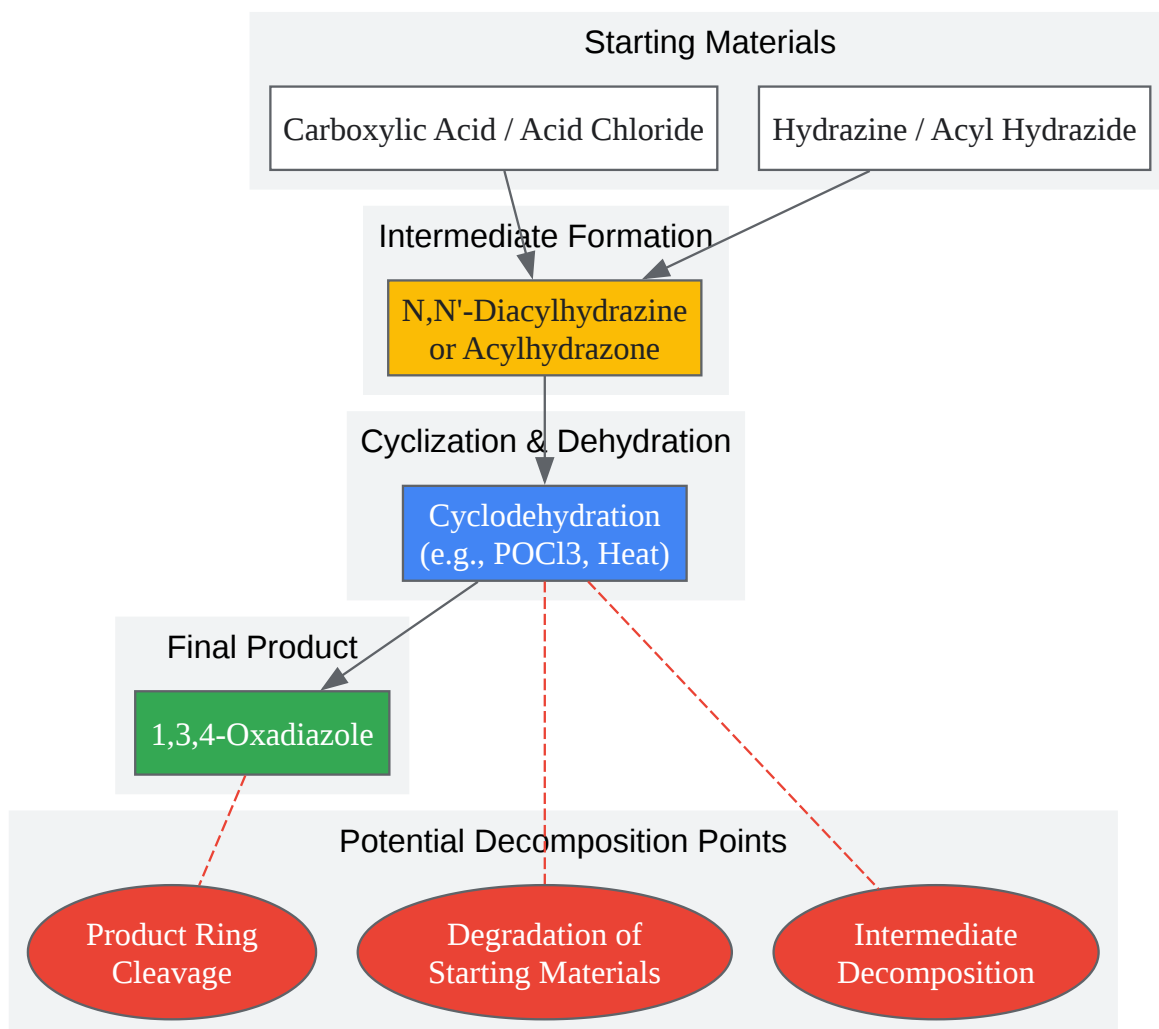 Starting Materials
Carboxylic Acid / Acid Chloride
Hydrazine / Acyl Hydrazide
Intermediate Formation
N,N'-Diacylhydrazine
or Acylhydrazone
Cyclization & Dehydration
Cyclodehydration
(e.g., POCl3, Heat)
Final Product
1,3,4-Oxadiazole
Potential Decomposition Points
Product Ring
Cleavage
Degradation of
Starting Materials
Intermediate
Decomposition